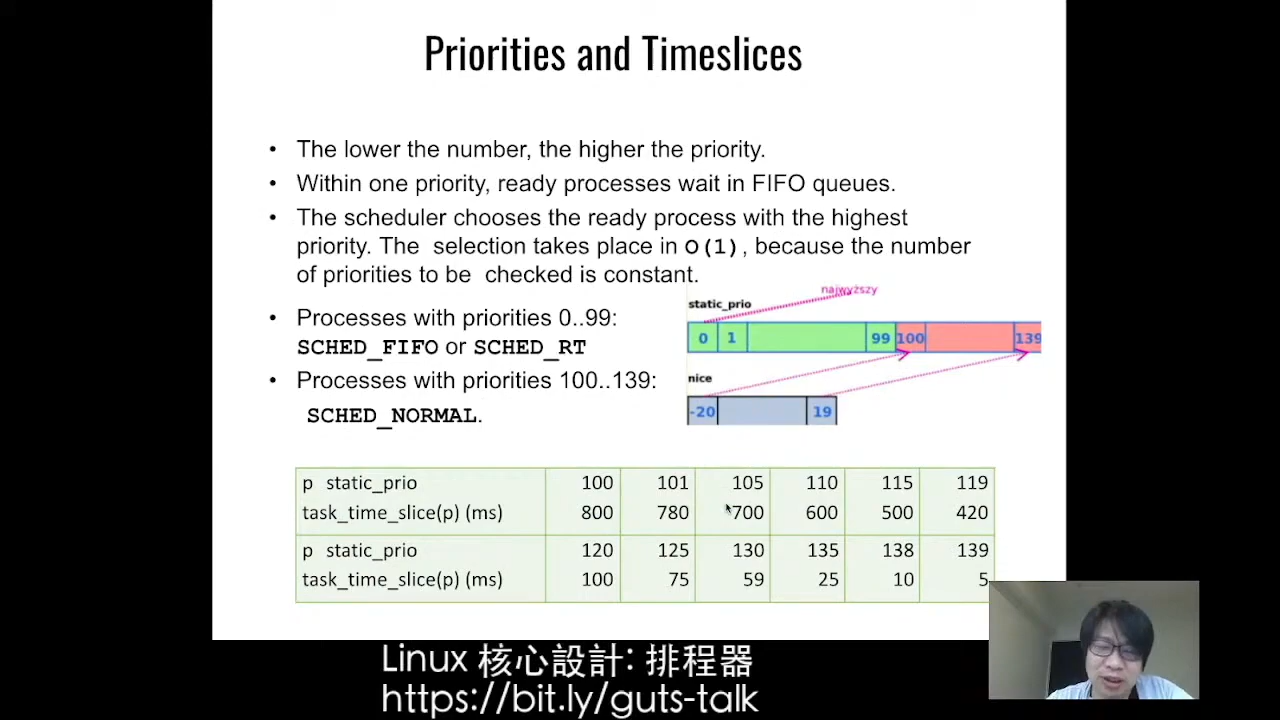 Priorities and Timeslices
• The lower the number, the higher the priority.
• Within one priority, ready processes wait in FIFO queues.
• The scheduler chooses the ready process with the highest
priority. The selection takes place in O(1), because the number
of priorities to be checked is constant.
• Processes with priorities 0..99:
SCHED_FIFO or SCHED_RT
• Processes with priorities 100..139:
SCHED_NORMAL.
najwyższy
static_prio
0 1 99 100 139
nice
-20 19
p static_prio 100 101 105 110 115 119
task_time_slice(p) (ms) 800 780 700 600 500 420
p static_prio 120 125 130 135 138 139
task_time_slice(p) (ms) 100 75 59 25 10 5
Linux 核心設計: 排程器
https://bit.ly/guts-talk